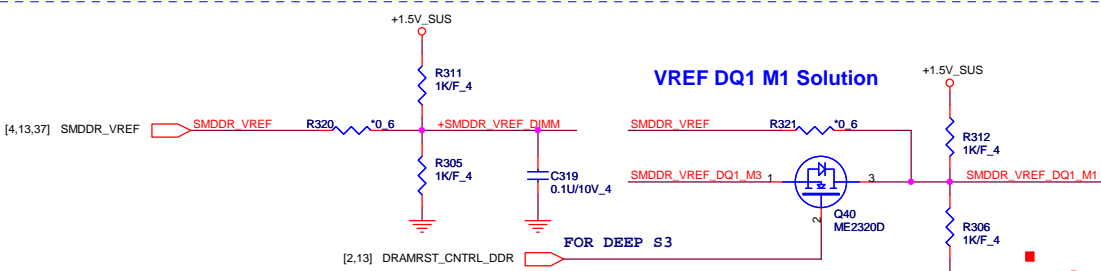 +1.5V_SUS
R311
1K/F_4
[4,13,37] SMDDR_VREF
SMDDR_VREF
R320
*0_6
+SMDDR_VREF_DIMM
R305
1K/F_4
C319
0.1U/10V_4
VREF DQ1 M1 Solution
+1.5V_SUS
SMDDR_VREF
R321
*0_6
R312
1K/F_4
SMDDR_VREF_DQ1_M3
1
3
SMDDR_VREF_DQ1_M1
2
Q40
ME2320D
R306
1K/F_4
FOR DEEP S3
[2,13] DRAMRST_CNTRL_DDR